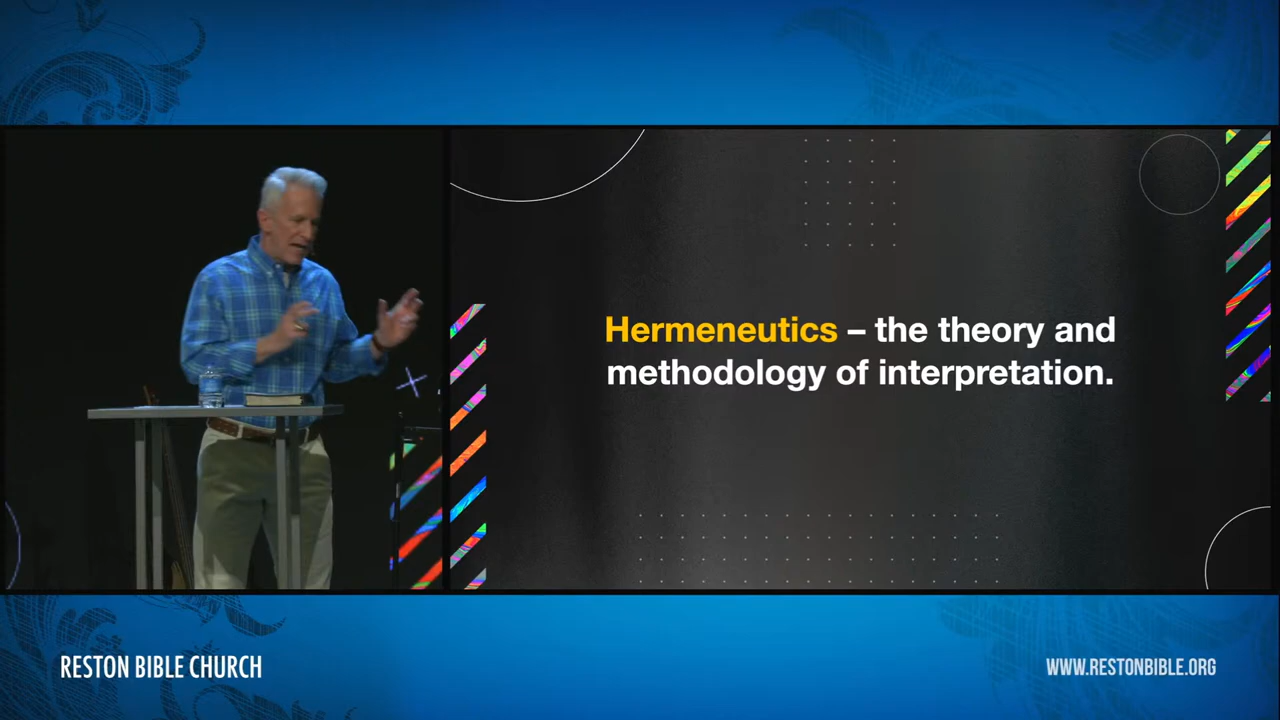 Hermeneutics – the theory and
methodology of interpretation.
RESTON BIBLE CHURCH
WWW.RESTONBIBLE.ORG